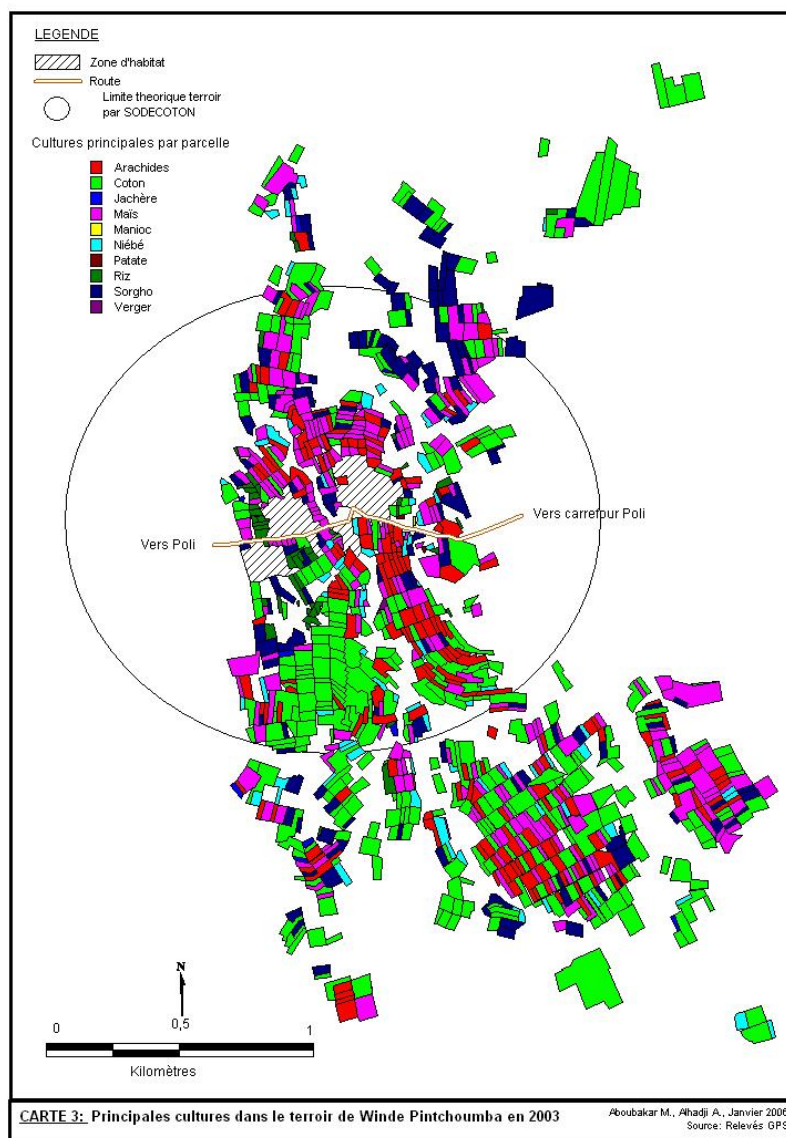 LEGENDE
Zone d'habitat
Route
Limite theorique terroir
par SODECOTON
Cultures principales par parcelle
Arachides
Coton
Jachère
Maïs
Manioc
Niébé
Patate
Riz
Sorgho
Verger
Vers carrefour Poli
Vers Poli
N
0 0,5 1
Kilomètres
CARTE 3: Principales cultures dans le terroir de Winde Pintchoumba en 2003
Aboubakar M., Alhadji A., Janvier 2006
Source: Relevés GPS